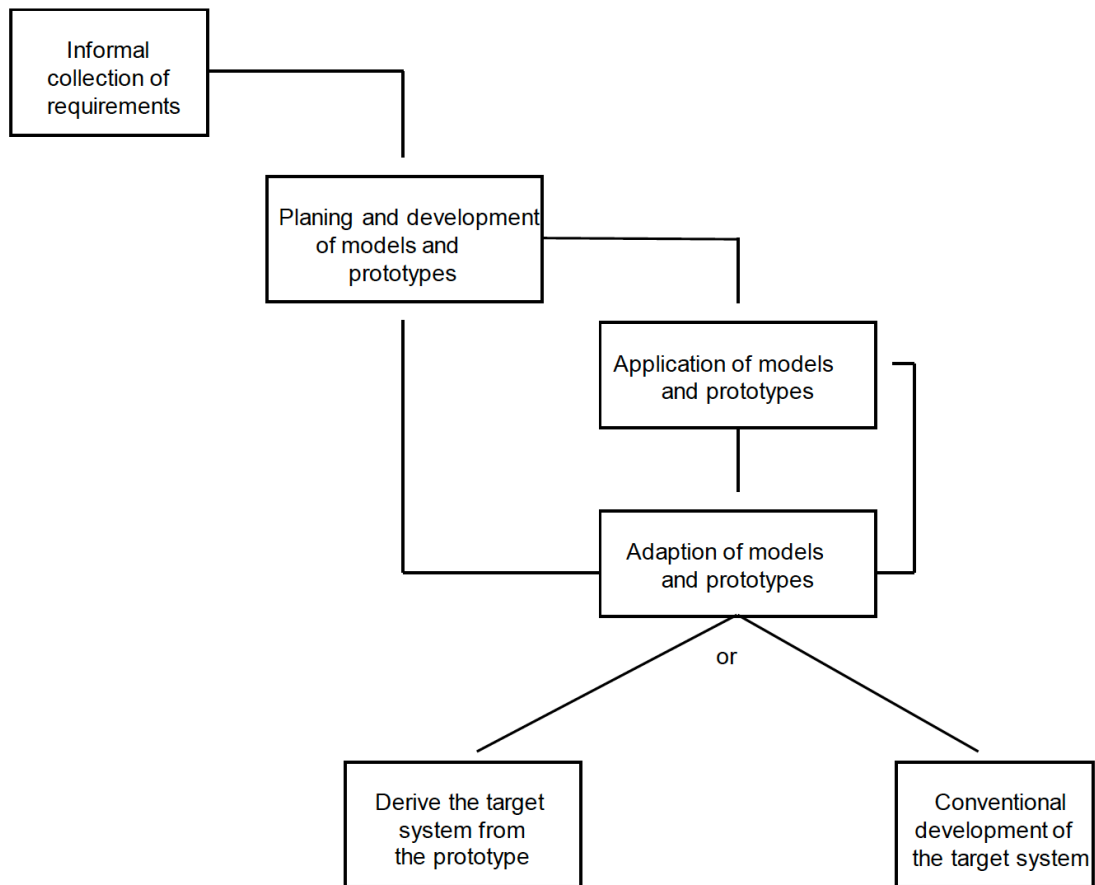 Informal
collection of
requirements
Planing and development
of models and
prototypes
Application of models
and prototypes
Adaption of models
and prototypes
or
Derive the target
system from
the prototype
Conventional
development of
the target system